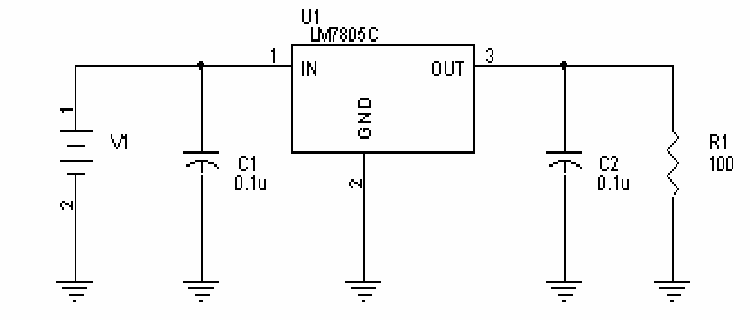 U1
LM7805C
1
3
IN
OUT
GND
1
V1
2
C1
0.1u
2
C2
0.1u
R1
100